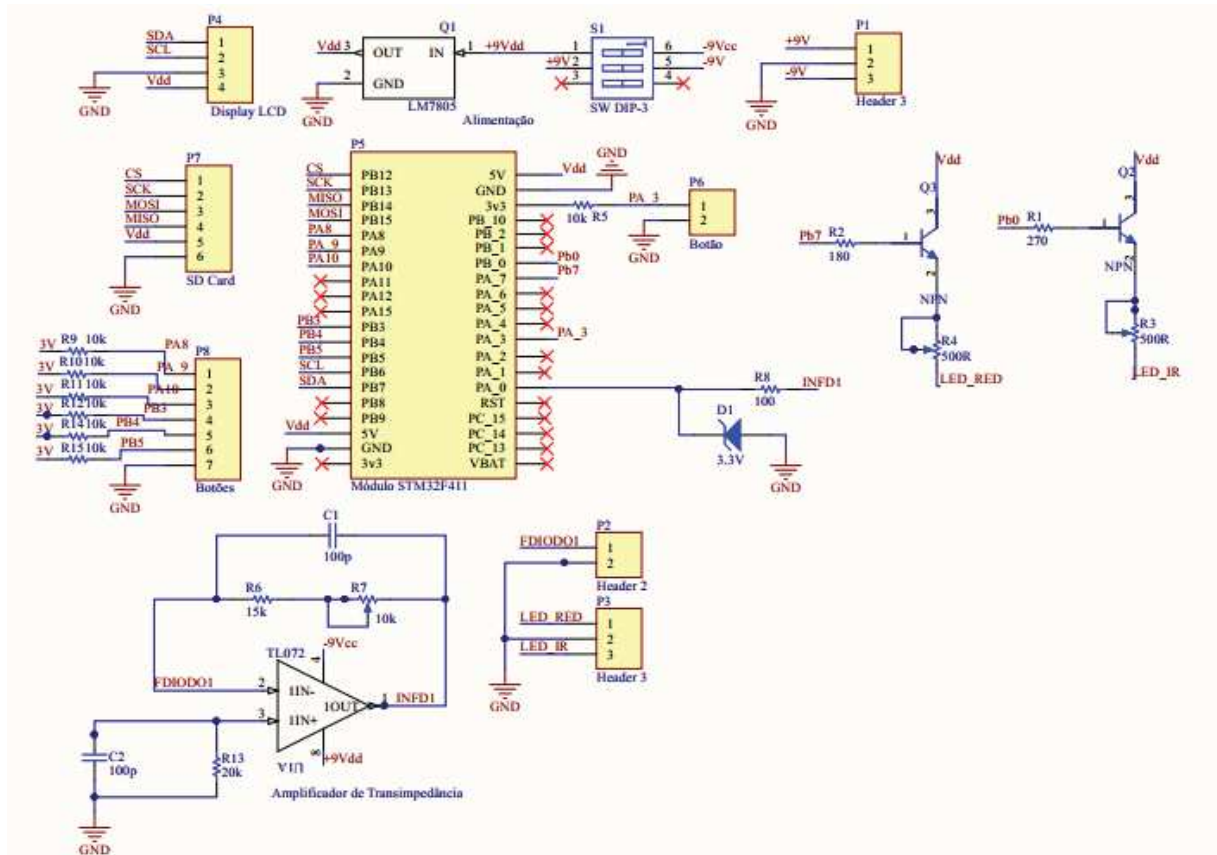 P4
SDA 1
SCL 2
3
Vdd 4
GND
Display LCD
Q1
Vdd 3 OUT IN 1 +9Vdd
2 GND
GND
LM7805
Alimentação
S1
1 6 -9Vcc
+9V 2 5 -9V
3 4
SW DIP-3
P1
+9V 1
2
-9V 3
GND
Header 3
P7
CS 1
SCK 2
MOSI 3
MISO 4
Vdd 5
6
GND
SD Card
P5
CS PB12 5V Vdd
SCK PB13 GND
MISO PB14 3v3
MOSI PB15 PB_10
PA8 PA8 PB_2
PA_9 PA9 PB_1
PA10 PA10 PB_0 Pb0
PA11 PA_7 Pb7
PA12 PA_6
PA15 PA_5
PB3 PB3 PA_4
PB4 PB4 PA_3 PA_3
PB5 PB5 PA_2
SCL PB6 PA_1
SDA PB7 PA_0
PB8 RST
PB9 PC_15
Vdd 5V PC_14
GND PC_13
3v3 VBAT
GND
GND
Módulo STM32F411
10k R5
PA_3
P6
1
2
GND
Botão
R8
100
INFD1
D1
3.3V
GND
Vdd
Q3
3
Pb7 R2 1
180
2
NPN
R4
500R
LED_RED
Vdd
Q2
3
Pb0 R1 1
270
2
NPN
R3
500R
LED_IR
3V R9 10k PA8
3V R10 10k PA_9
3V R11 10k PA10
3V R12 10k PB3
3V R14 10k PB4
3V R15 10k PB5
P8
1
2
3
4
5
6
7
GND
Botões
C1
100p
R6
15k
R7
10k
-9Vcc
4
TL072
FDIODO1 2 1IN-
1OUT 1 INFD1
3 1IN+
8
+9Vdd
U1A
C2
100p
R13
20k
GND
Amplificador de Transimpedância
P2
FDIODO1 1
2
Header 2
P3
LED_RED 1
2
LED_IR 3
Header 3
GND